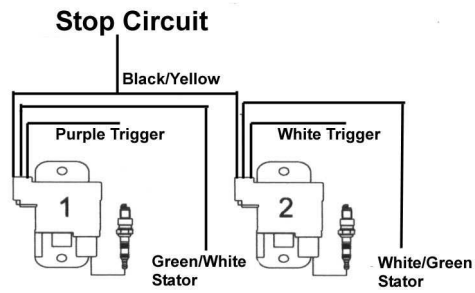 Stop Circuit
Black/Yellow
Purple Trigger
White Trigger
1
2
Green/White
Stator
White/Green
Stator